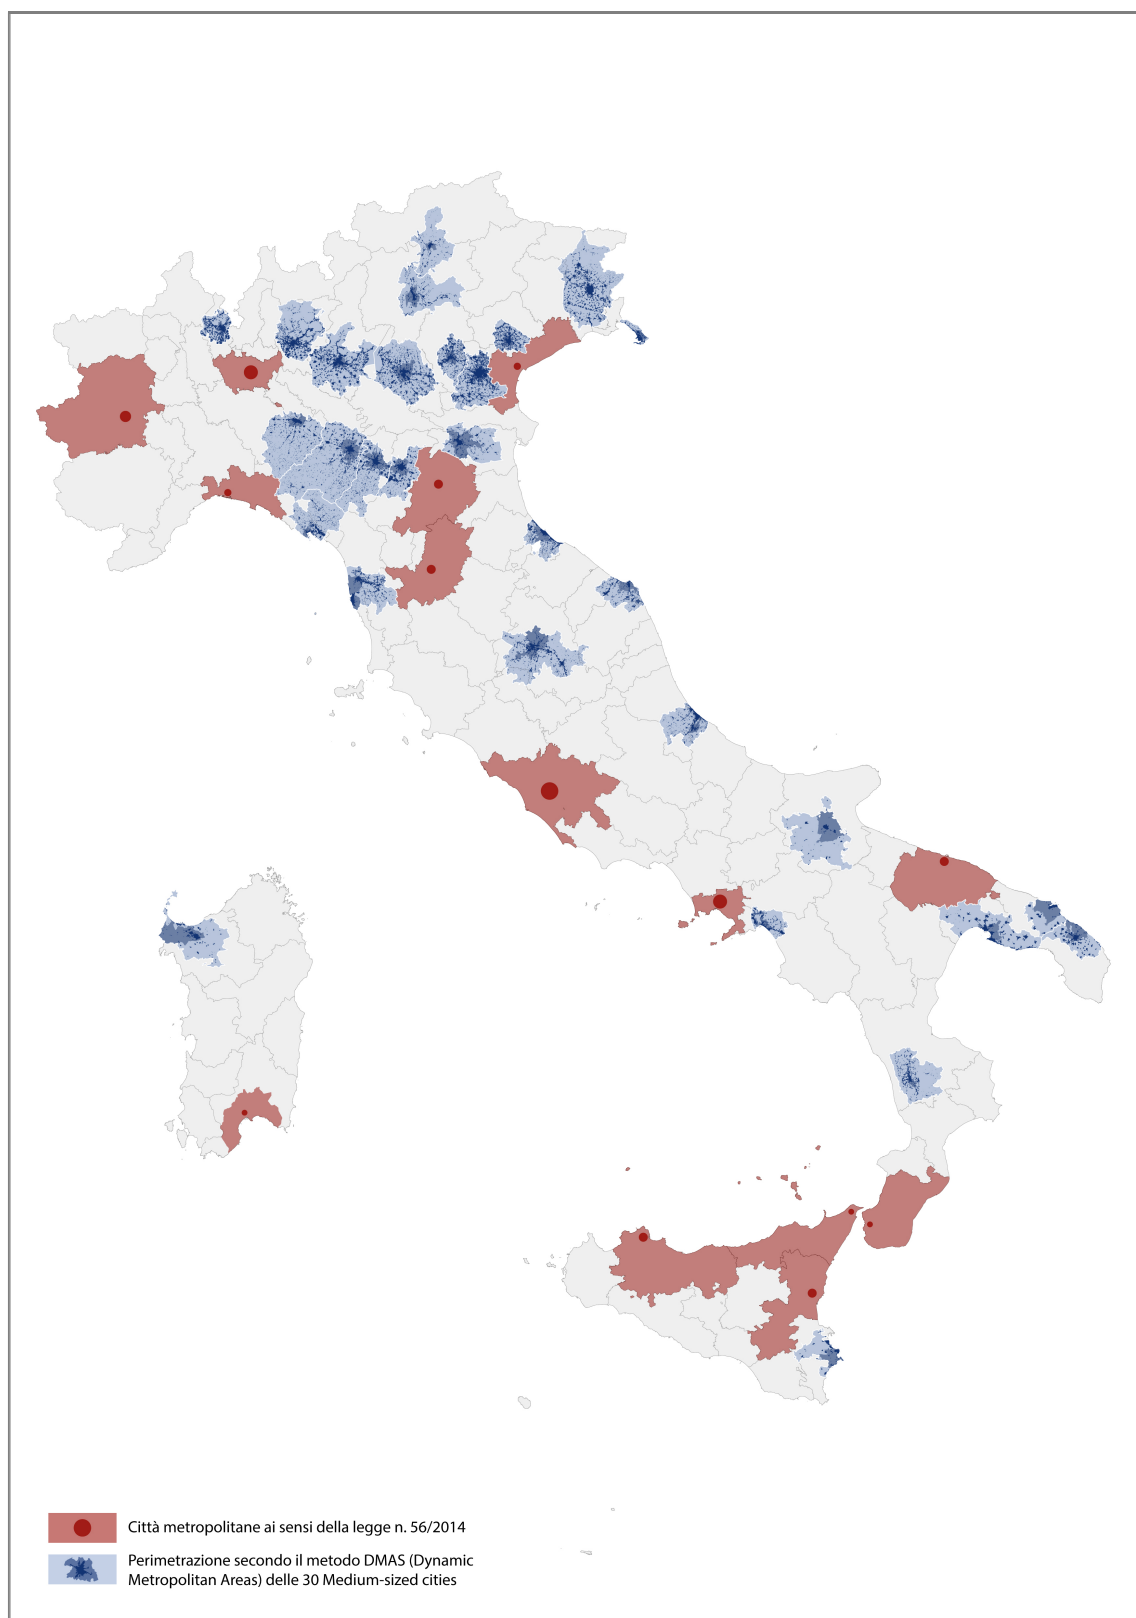 Città metropolitane ai sensi della legge n. 56/2014
Perimetrazione secondo il metodo DMAS (Dynamic
Metropolitan Areas) delle 30 Medium-sized cities